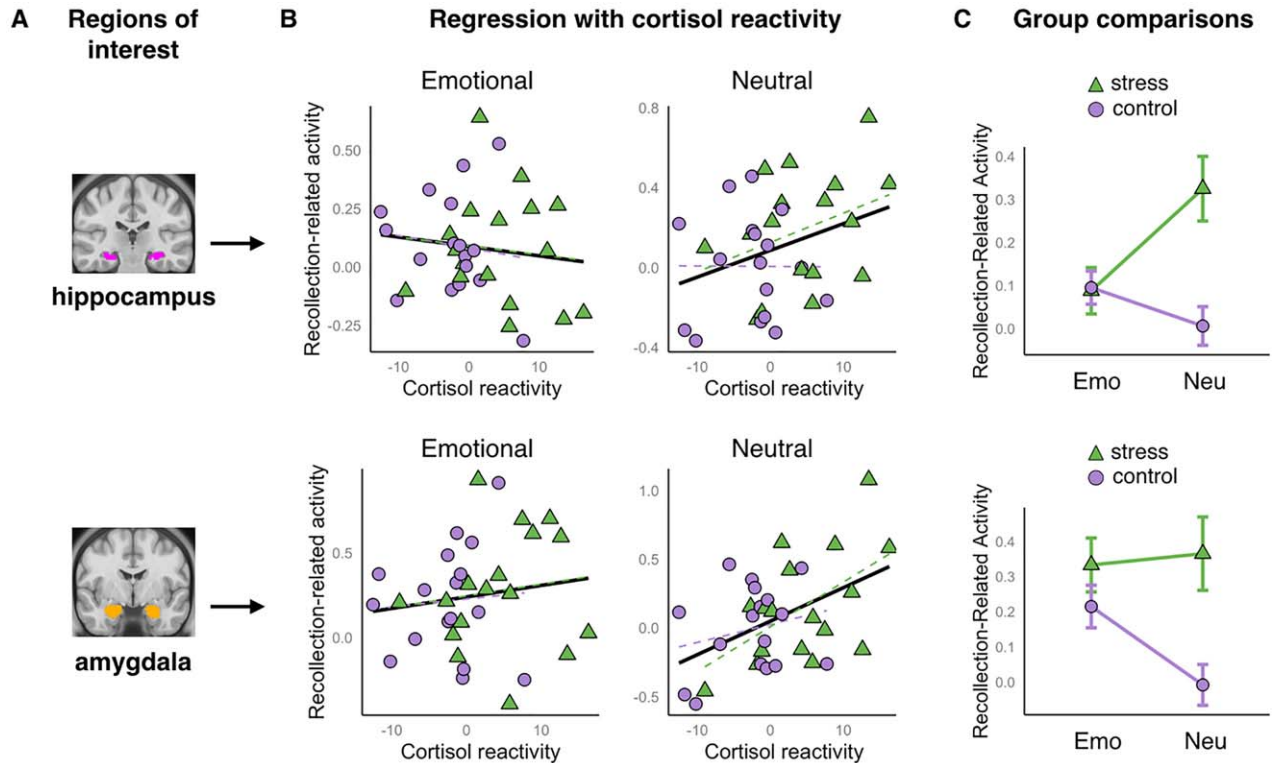 A
Regions of
interest
B
Regression with cortisol reactivity
C
Group comparisons
hippocampus
Emotional
Recollection-related activity
0.50
0.25
0.00
-0.25
-10
0
10
Cortisol reactivity
Neutral
0.8
0.4
0.0
-0.4
-10
0
10
Cortisol reactivity
stress
control
Recollection-Related Activity
0.4
0.3
0.2
0.1
0.0
Emo
Neu
amygdala
Emotional
Recollection-related activity
0.5
0.0
-10
0
10
Cortisol reactivity
Neutral
1.0
0.5
0.0
-0.5
-10
0
10
Cortisol reactivity
stress
control
Recollection-Related Activity
0.4
0.3
0.2
0.1
0.0
Emo
Neu